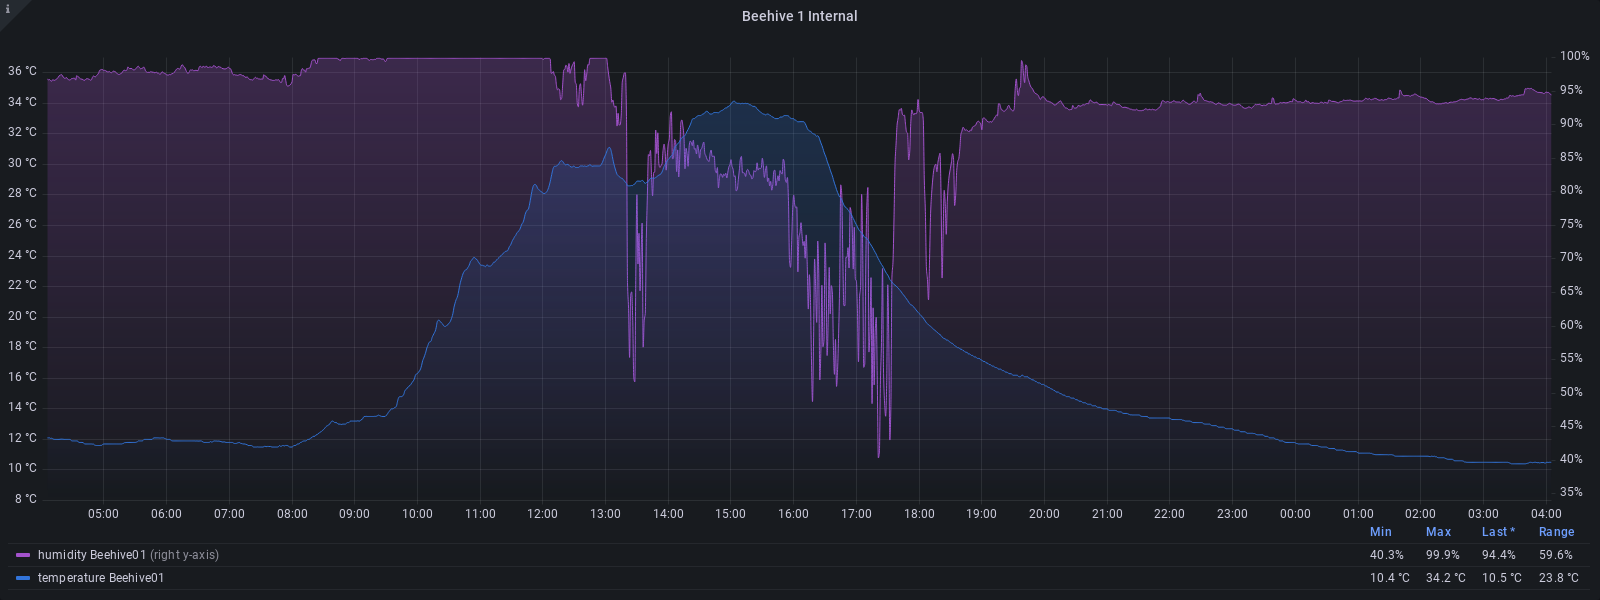 i
Beehive 1 Internal
36 °C
34 °C
32 °C
30 °C
28 °C
26 °C
24 °C
22 °C
20 °C
18 °C
16 °C
14 °C
12 °C
10 °C
8 °C
100%
95%
90%
85%
80%
75%
70%
65%
60%
55%
50%
45%
40%
35%
05:00 06:00 07:00 08:00 09:00 10:00 11:00 12:00 13:00 14:00 15:00 16:00 17:00 18:00 19:00 20:00 21:00 22:00 23:00 00:00 01:00 02:00 03:00 04:00
Min Max Last * Range
humidity Beehive01 (right y-axis) 40.3% 99.9% 94.4% 59.6%
temperature Beehive01 10.4 °C 34.2 °C 10.5 °C 23.8 °C